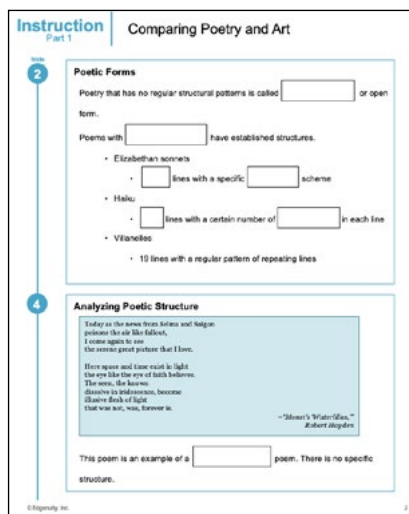 Instruction
Part 1
Comparing Poetry and Art
Slide
2
Poetic Forms
Poetry that has no regular structural patterns is called or open
form.
Poems with have established structures.
• Elizabethan sonnets
• lines with a specific scheme
• Haiku
• lines with a certain number of in each line
• Villanelles
• 19 lines with a regular pattern of repeating lines
4
Analyzing Poetic Structure
Today as the news from Selma and Saigon
poisons the air like fallout,
I come again to see
the serene great picture that I love.
Here space and time exist in light
the eye like the eye of faith believes.
The seen, the known
dissolve in iridescence, become
illusive flesh of light
that was not, was, forever is.
—"Monet's 'Waterlilies,'"
Robert Hayden
This poem is an example of a poem. There is no specific
structure.
© Edgenuity, Inc.
2